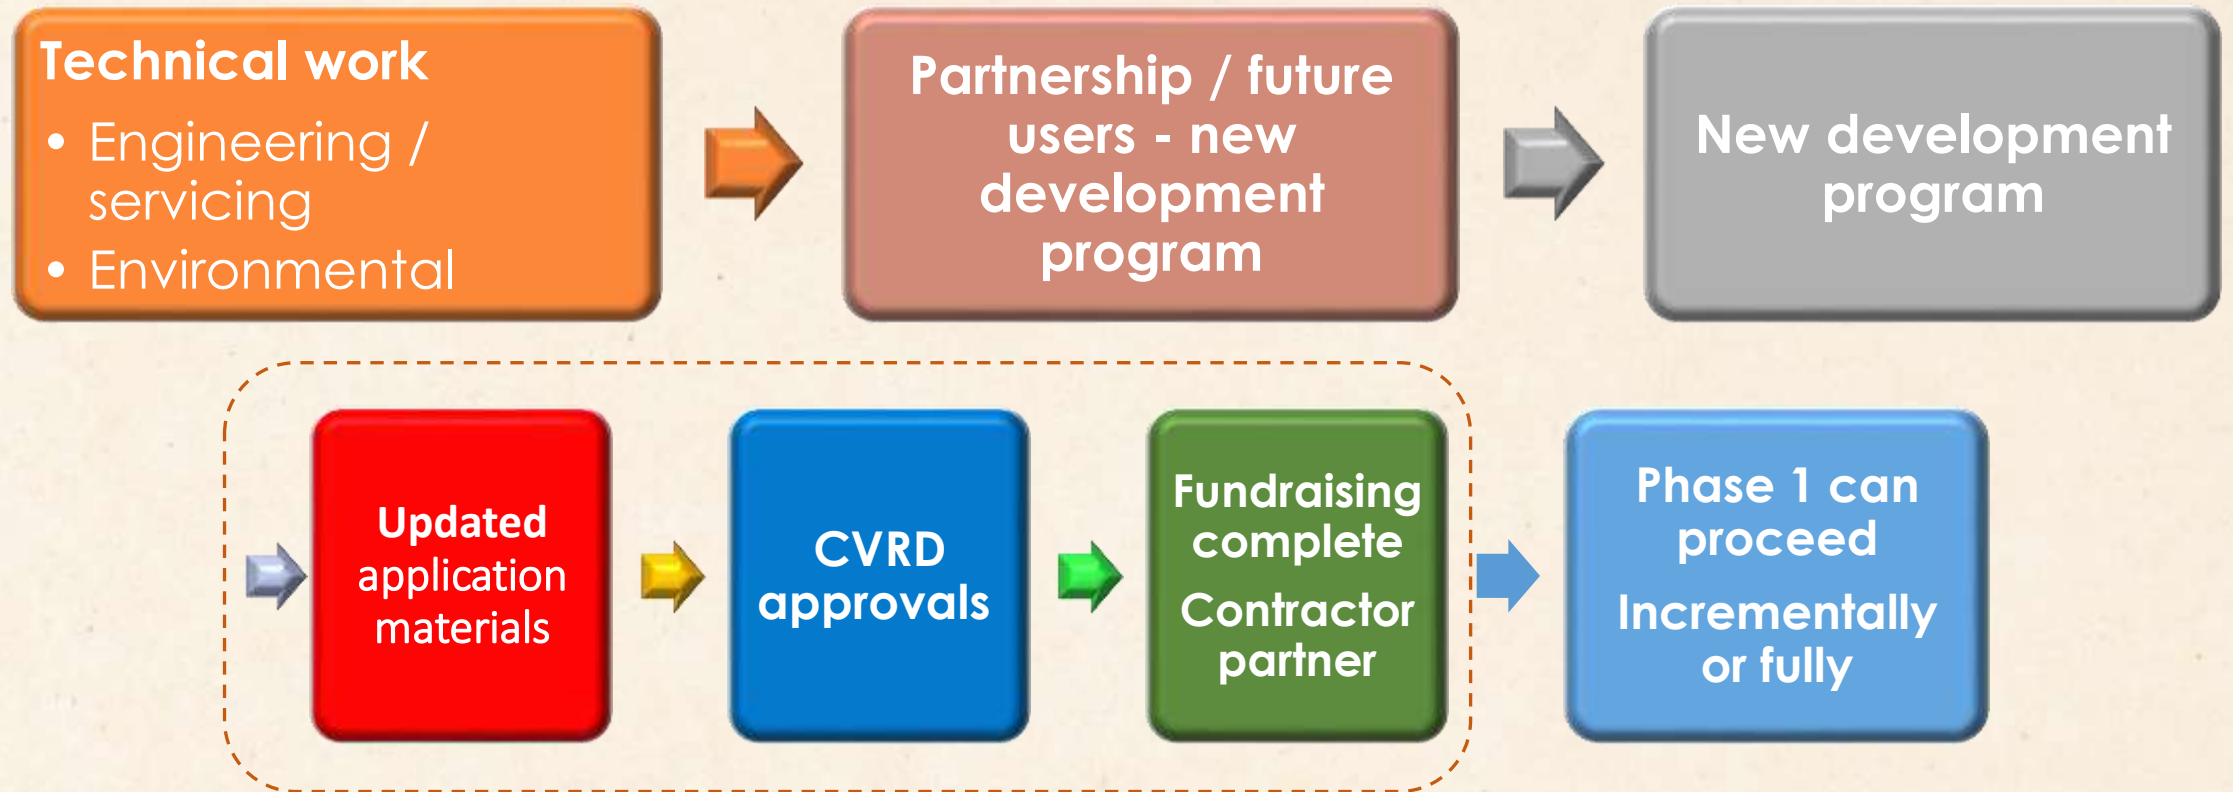 Technical work
• Engineering /
servicing
• Environmental
Partnership / future
users - new
development
program
New development
program
Updated
application
materials
CVRD
approvals
Fundraising
complete
Contractor
partner
Phase 1 can
proceed
Incrementally
or fully